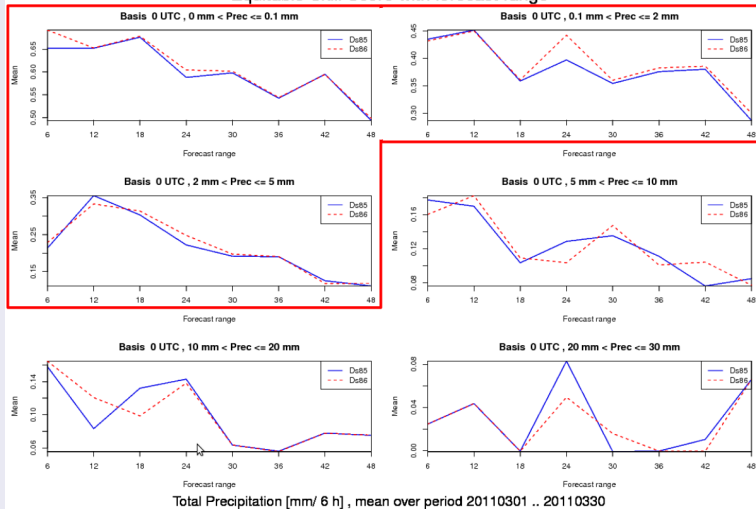 Basis 0 UTC , 0 mm < Prec <= 0.1 mm
Mean
0.65
0.60
0.55
0.50
Ds85
Ds86
6 12 18 24 30 36 42 48
Forecast range
Basis 0 UTC , 0.1 mm < Prec <= 2 mm
Mean
0.45
0.40
0.35
0.30
Ds85
Ds86
6 12 18 24 30 36 42 48
Forecast range
Basis 0 UTC , 2 mm < Prec <= 5 mm
Mean
0.35
0.25
0.15
Ds85
Ds86
6 12 18 24 30 36 42 48
Forecast range
Basis 0 UTC , 5 mm < Prec <= 10 mm
Mean
0.16
0.12
0.08
Ds85
Ds86
6 12 18 24 30 36 42 48
Forecast range
Basis 0 UTC , 10 mm < Prec <= 20 mm
Mean
0.14
0.10
0.06
Ds85
Ds86
6 12 18 24 30 36 42 48
Forecast range
Basis 0 UTC , 20 mm < Prec <= 30 mm
Mean
0.08
0.04
0.00
Ds85
Ds86
6 12 18 24 30 36 42 48
Forecast range
Total Precipitation [mm/ 6 h] , mean over period 20110301 .. 20110330